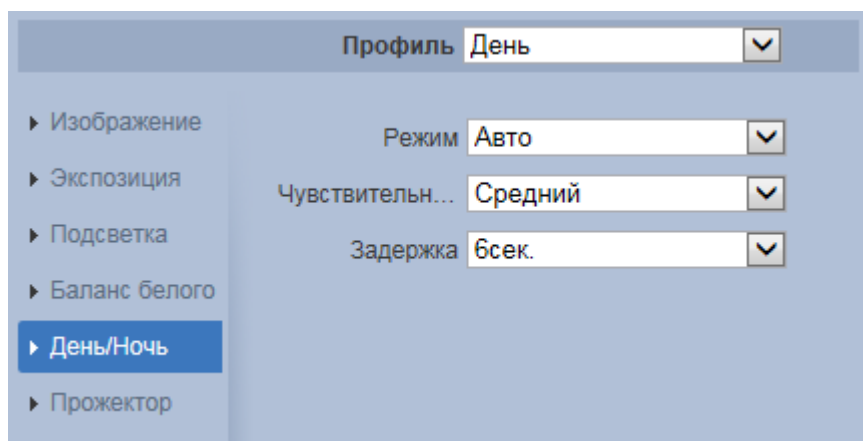 Профиль День
Изображение
Экспозиция
Подсветка
Баланс белого
День/Ночь
Прожектор
Режим Авто
Чувствительн... Средний
Задержка 6сек.